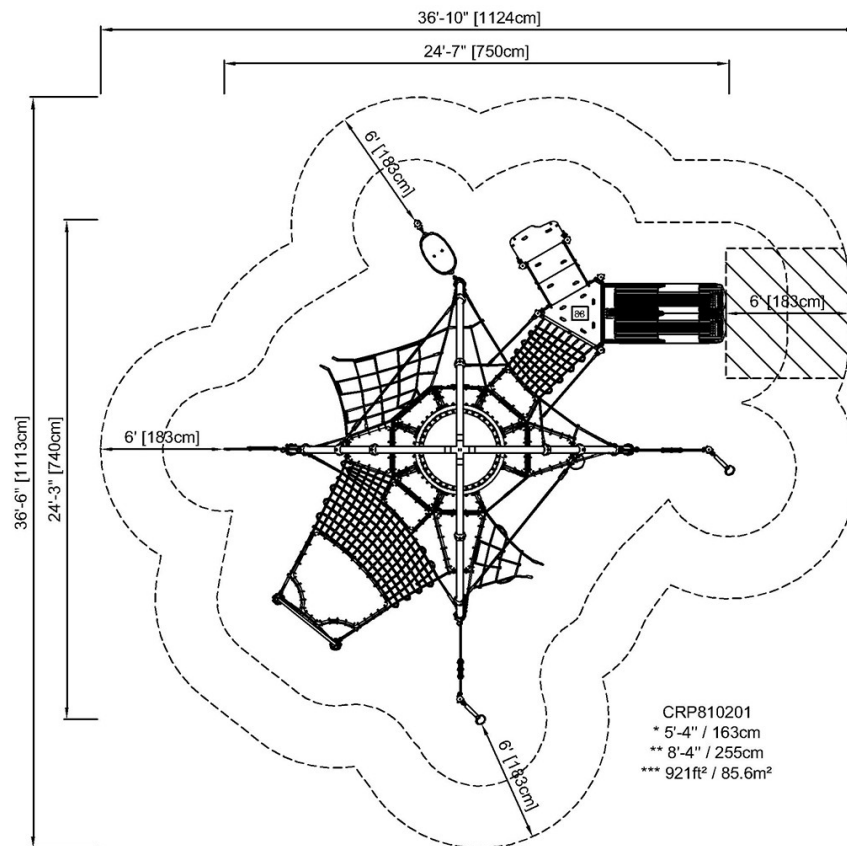 36'-10" [1124cm]
24'-7" [750cm]
6' [183cm]
36'-6" [1113cm]
24'-3" [740cm]
98
6' [183cm]
6' [183cm]
6' [183cm]
CRP810201
* 5'-4" / 163cm
** 8'-4" / 255cm
*** 921ft² / 85.6m²